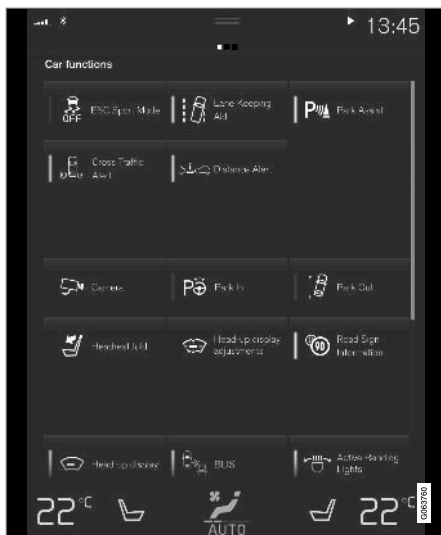 13:45
Car functions
OFF
ESC Sport Mode
Lane Keeping
Aid
P
Park Assist
Cross Traffic
Alert
Distance Alert
Camera
P
Park In
Park Out
Headrest fold
Head-up display
adjustments
90
Road Sign
Information
Head-up display
BLIS
Active Bending
Lights
22°C
AUTO
22°C
G063760